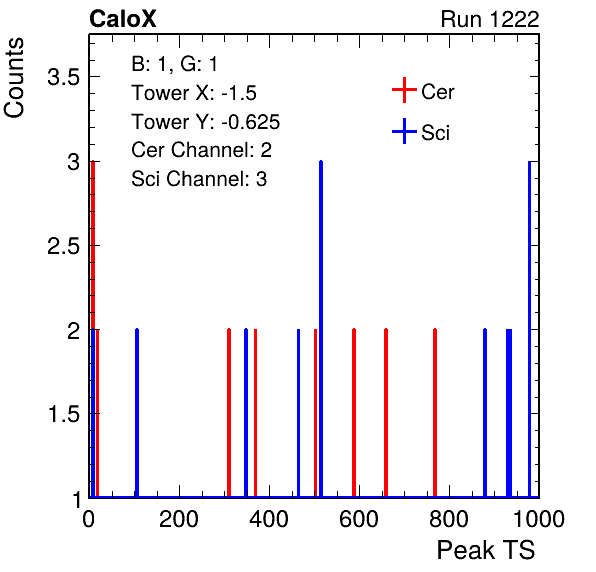 CaloX Run 1222
Counts
B: 1, G: 1
Tower X: -1.5
Tower Y: -0.625
Cer Channel: 2
Sci Channel: 3
Cer
Sci
3.5
3
2.5
2
1.5
1
0 200 400 600 800 1000
Peak TS